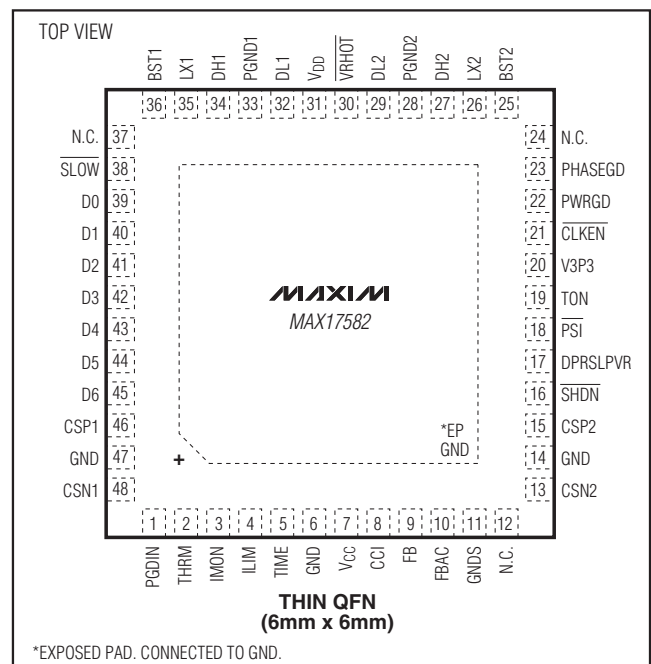 TOP VIEW
BST1
LX1
DH1
PGND1
DL1
VDD
VRHOT
DL2
PGND2
DH2
LX2
BST2
36 35 34 33 32 31 30 29 28 27 26 25
N.C. 37
SLOW 38
D0 39
D1 40
D2 41
D3 42
D4 43
D5 44
D6 45
CSP1 46
GND 47
CSN1 48
24 N.C.
23 PHASEGD
22 PWRGD
21 CLKEN
20 V3P3
19 TON
18 PSI
17 DPRSLPVR
16 SHDN
15 CSP2
14 GND
13 CSN2
MAXIM
MAX17582
*EP
GND
+
1 2 3 4 5 6 7 8 9 10 11 12
PGDIN
THRM
IMON
ILIM
TIME
GND
VCC
CCI
FB
FBAC
GNDS
N.C.
THIN QFN
(6mm x 6mm)
*EXPOSED PAD. CONNECTED TO GND.